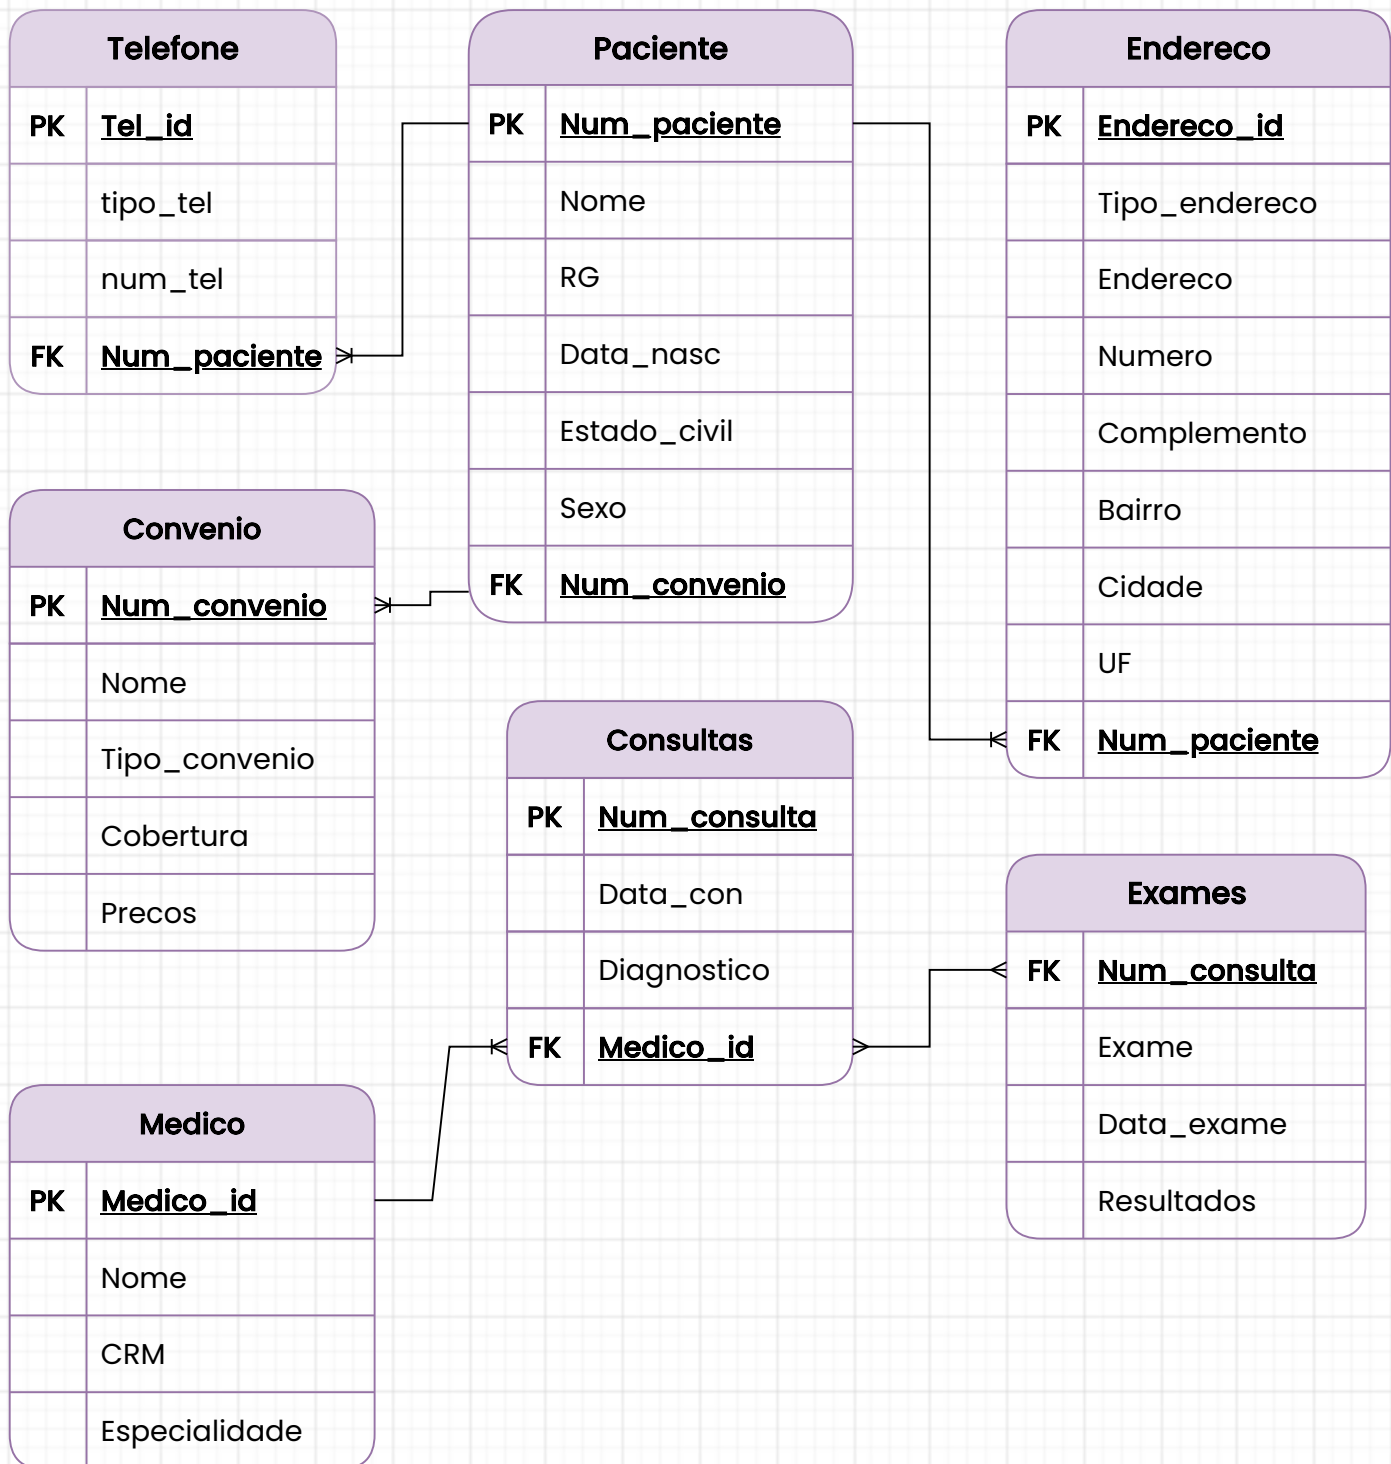 Telefone
PK Tel_id
tipo_tel
num_tel
FK Num_paciente
Paciente
PK Num_paciente
Nome
RG
Data_nasc
Estado_civil
Sexo
FK Num_convenio
Endereco
PK Endereco_id
Tipo_endereco
Endereco
Numero
Complemento
Bairro
Cidade
UF
FK Num_paciente
Convenio
PK Num_convenio
Nome
Tipo_convenio
Cobertura
Precos
Consultas
PK Num_consulta
Data_con
Diagnostico
FK Medico_id
Exames
FK Num_consulta
Exame
Data_exame
Resultados
Medico
PK Medico_id
Nome
CRM
Especialidade